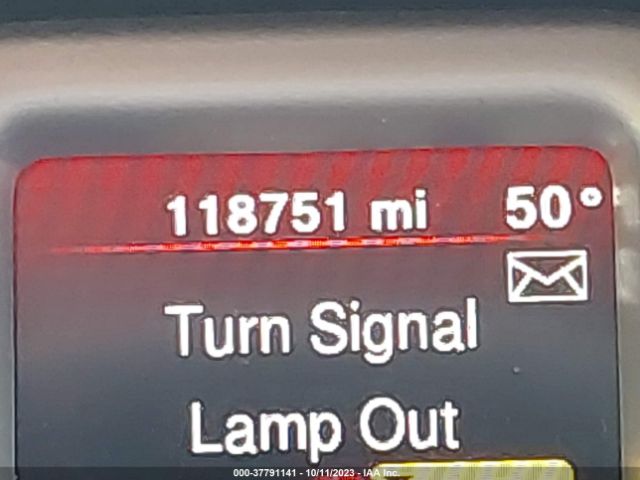 118751 mi 50°
Turn Signal
Lamp Out
000-37791141 - 10/11/2023 - IAA Inc.